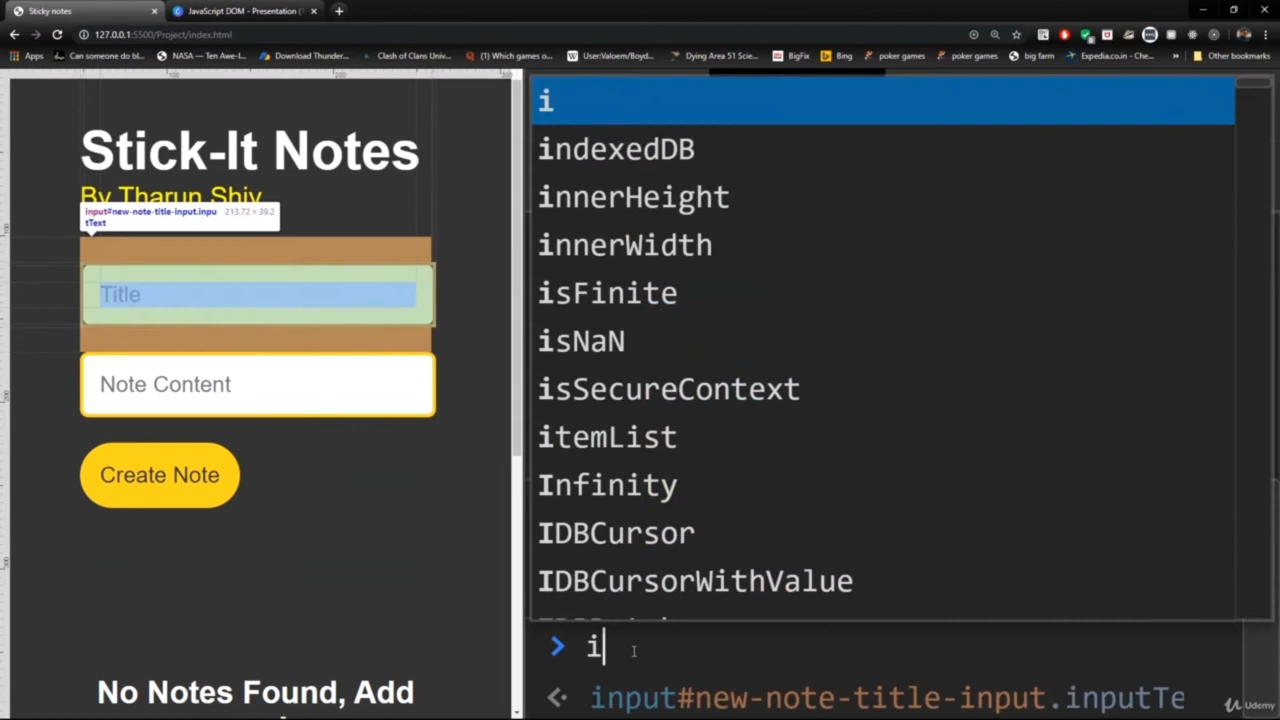 Sticky notes
JavaScript DOM - Presentation (
127.0.0.1:5500/Project/index.html
Apps
Can someone do bl...
NASA — Ten Awe-I...
Download Thunder...
Clash of Clans Univ...
(1) Which games o...
User:Valoem/Boyd...
Dying Area 51 Scie...
BigFix
Bing
poker games
poker games
big farm
Expedia.co.in - Che...
»
Other bookmarks
Stick-It Notes
By Tharun Shiv
input#new-note-title-input.inpu
tText
213.72 × 39.2
Title
Note Content
Create Note
No Notes Found, Add
i
indexedDB
innerHeight
innerWidth
isFinite
isNaN
isSecureContext
itemList
Infinity
IDBCursor
IDBCursorWithValue
> i
input#new-note-title-input.inputTe
Udemy